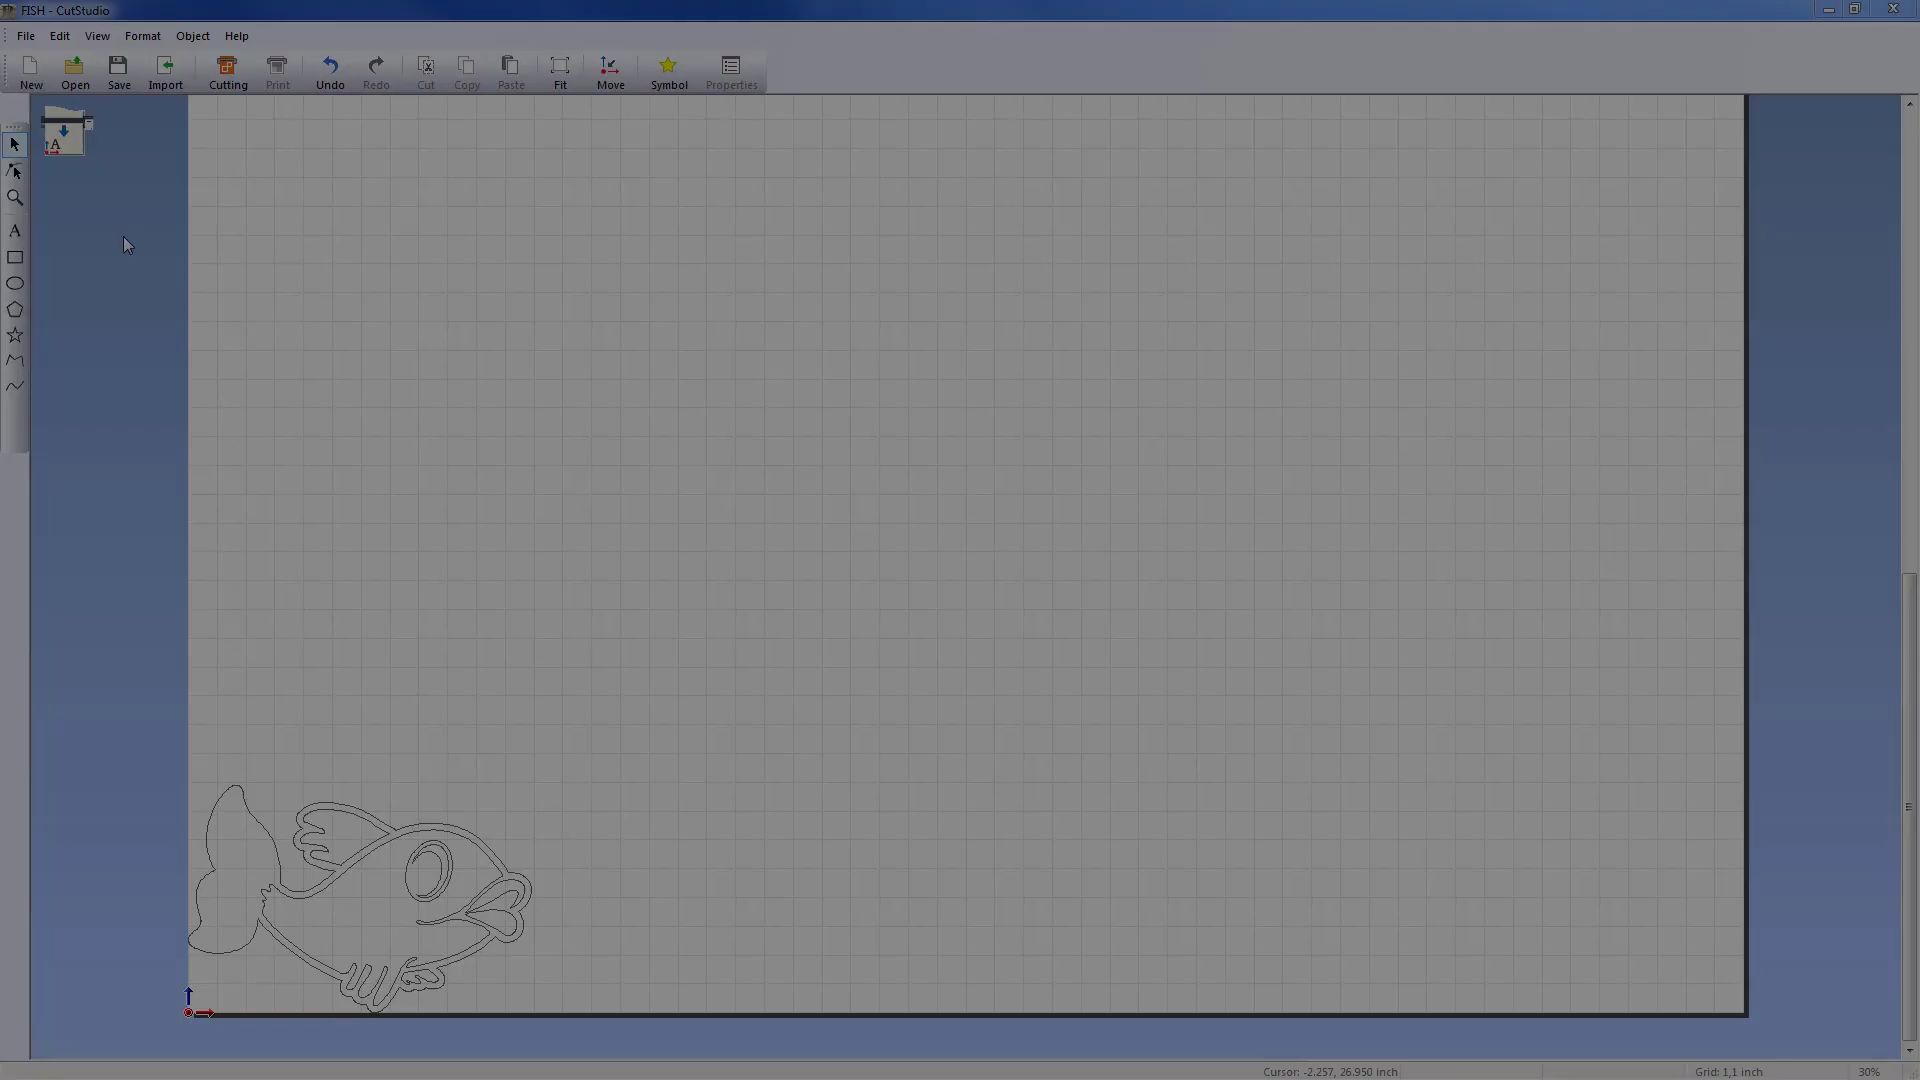 FISH - CutStudio
File Edit View Format Object Help
New Open Save Import Cutting Print Undo Redo Cut Copy Paste Fit Move Symbol Properties
A
A
Cursor: -2.257, 26.950 inch Grid: 1,1 inch 30%